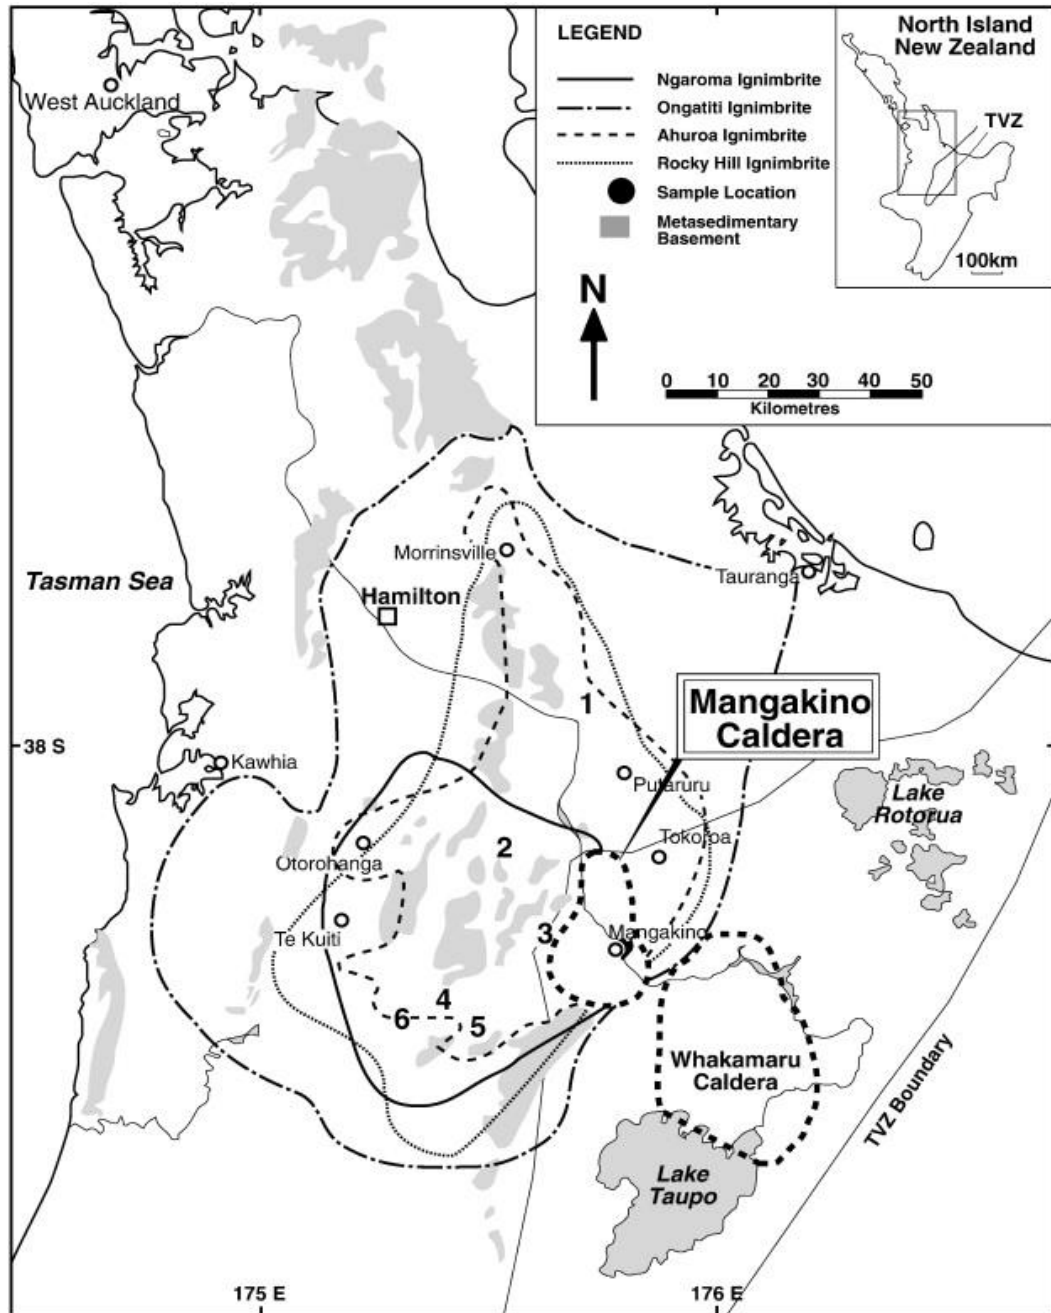 North Island
New Zealand
TVZ
100km
LEGEND
Ngaroma Ignimbrite
Ongatiti Ignimbrite
Ahuroa Ignimbrite
Rocky Hill Ignimbrite
Sample Location
Metasedimentary
Basement
N
0 10 20 30 40 50
Kilometres
West Auckland
Morrinsville
Tasman Sea
Tauranga
Hamilton
1
Mangakino
Caldera
38 S
Kawhia
Putaruru
Lake
Rotorua
Otorohanga
2
Tokoroa
Te Kuiti
3
Mangakino
4
6
5
Whakamaru
Caldera
TVZ Boundary
Lake
Taupo
175 E
176 E